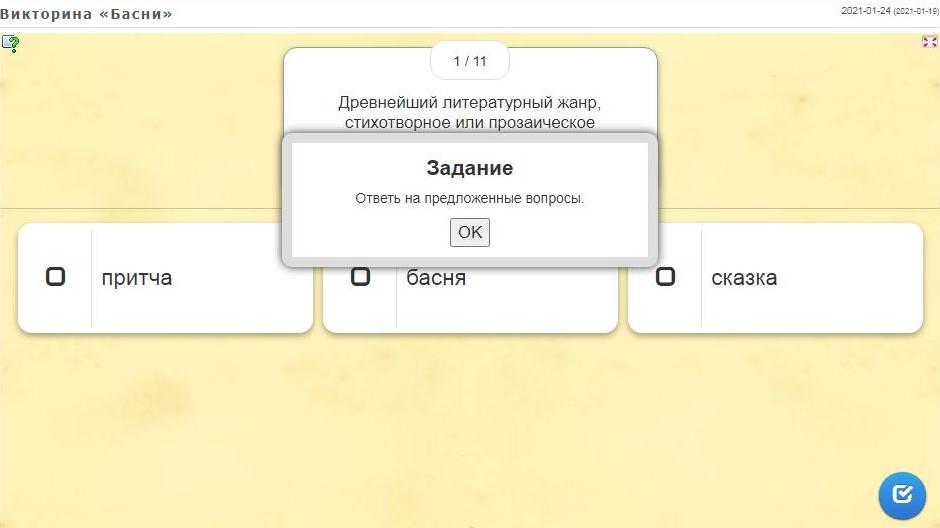 Викторина «Басни»
2021-01-24 (2021-01-19)
1 / 11
Древнейший литературный жанр,
стихотворное или прозаическое
Задание
Ответь на предложенные вопросы.
OK
притча
басня
сказка